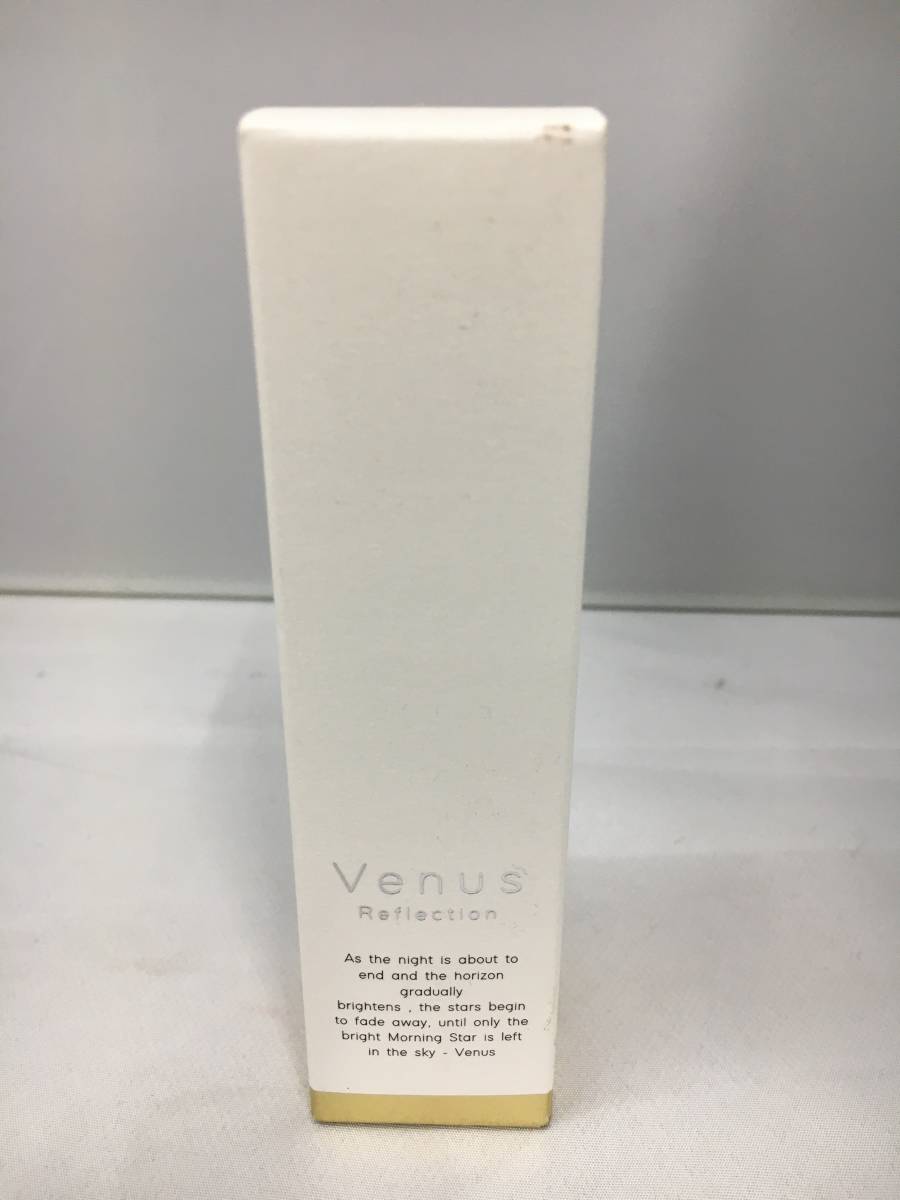 Venus
Reflection
As the night is about to
end and the horizon
gradually
brightens , the stars begin
to fade away, until only the
bright Morning Star is left
in the sky - Venus